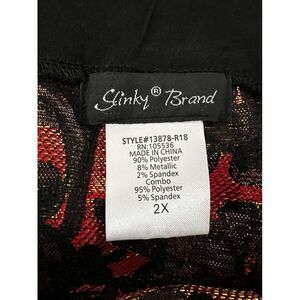 Slinky® Brand
STYLE#13878-R18
RN:105536
MADE IN CHINA
90% Polyester
8% Metallic
2% Spandex
Combo
95% Polyester
5% Spandex
2X